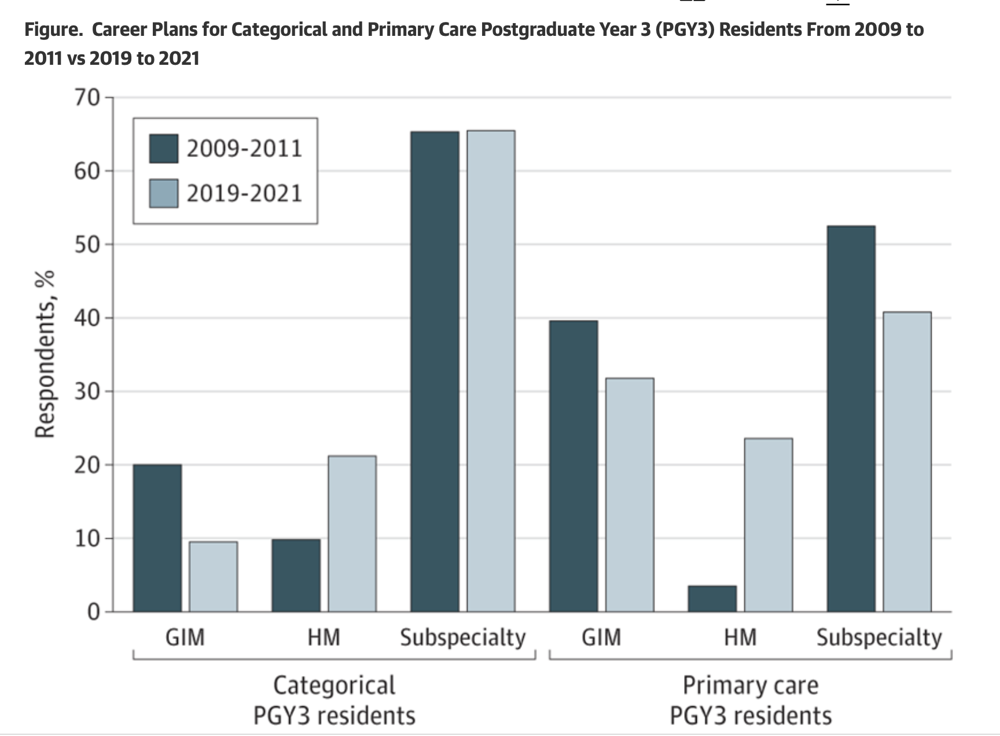 Figure. Career Plans for Categorical and Primary Care Postgraduate Year 3 (PGY3) Residents From 2009 to
2011 vs 2019 to 2021
70
60
50
40
30
20
10
0
Respondents, %
2009-2011
2019-2021
GIM HM Subspecialty GIM HM Subspecialty
Categorical
PGY3 residents
Primary care
PGY3 residents